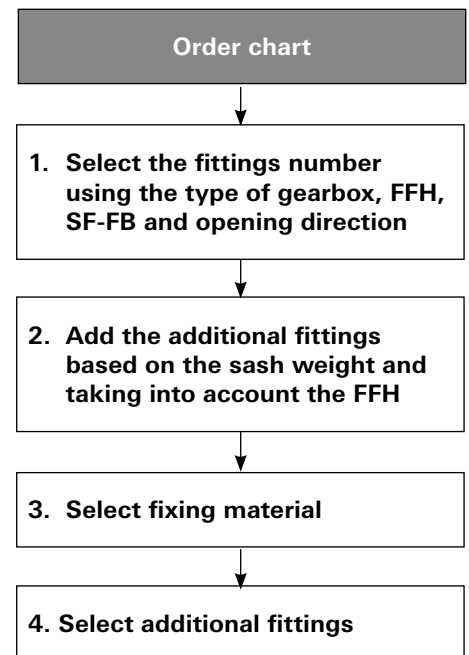 Order chart
1. Select the fittings number
using the type of gearbox, FFH,
SF-FB and opening direction
2. Add the additional fittings
based on the sash weight and
taking into account the FFH
3. Select fixing material
4. Select additional fittings